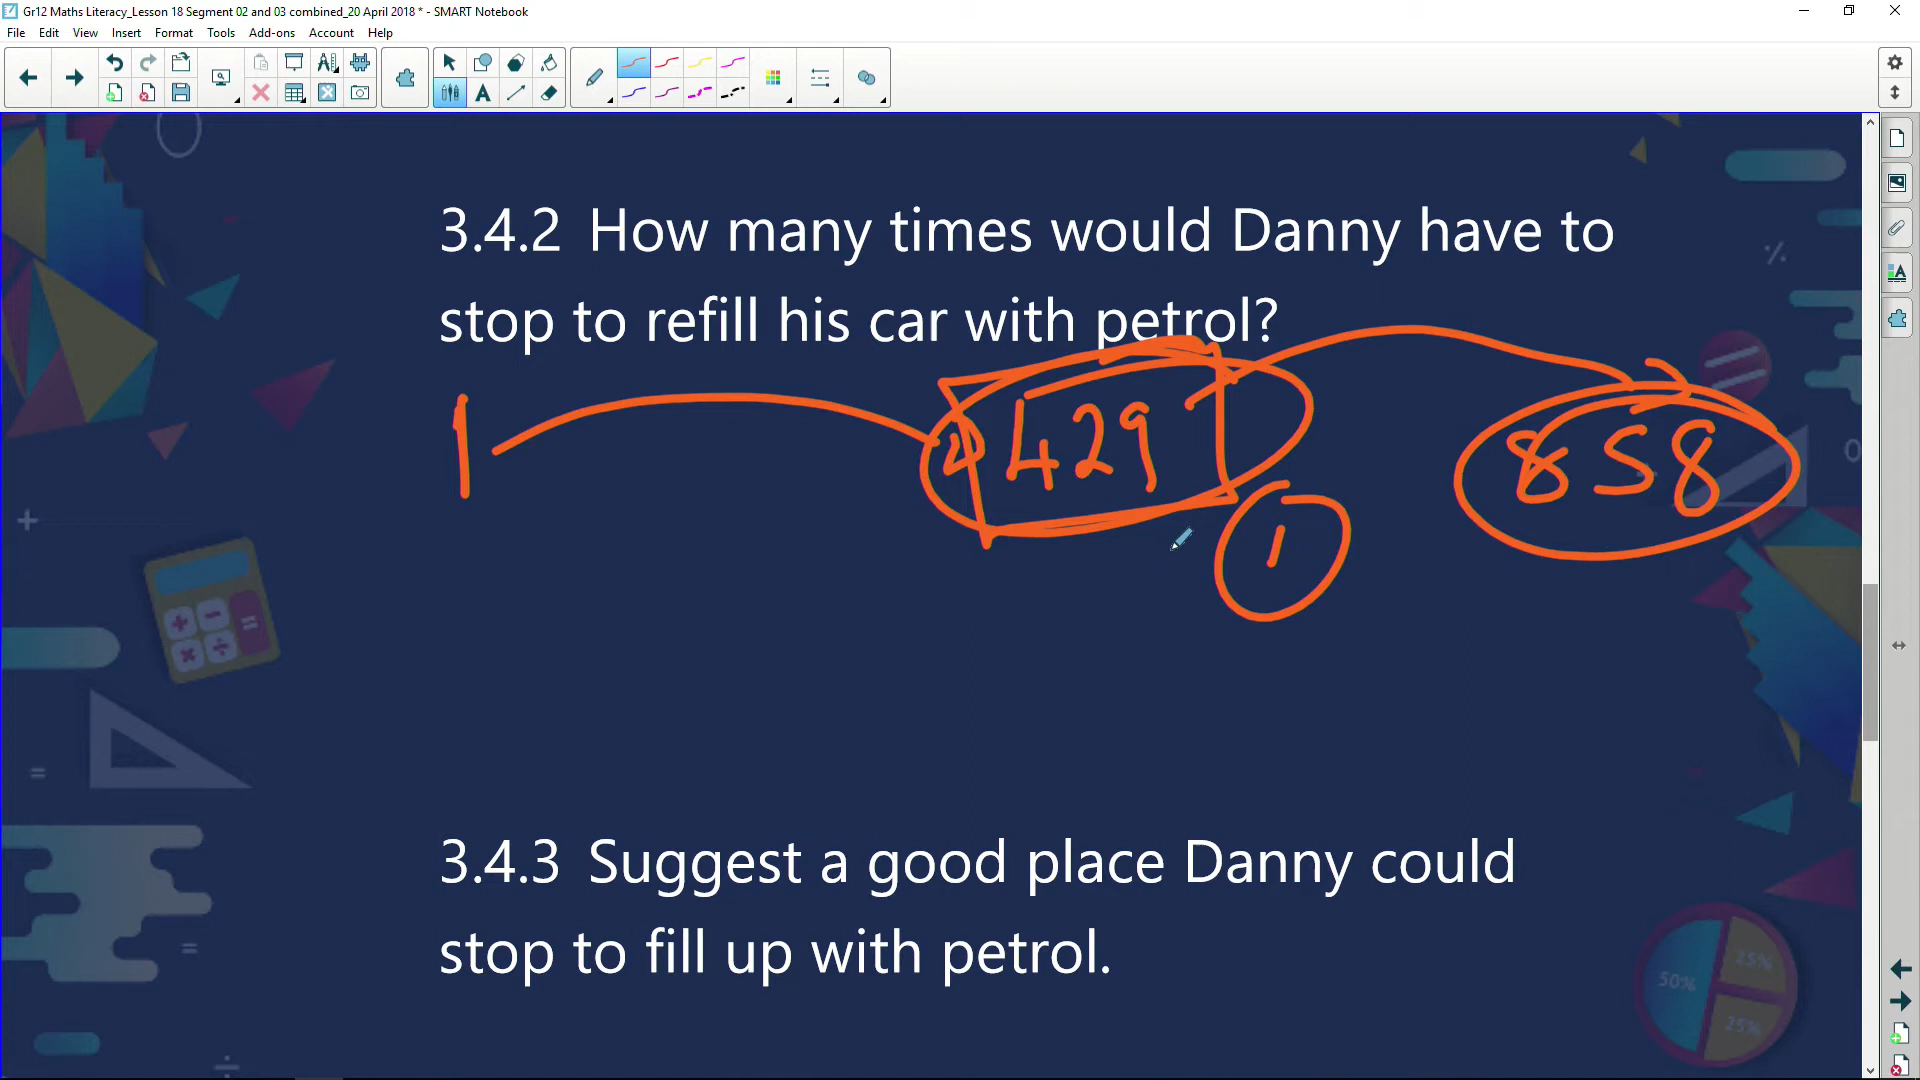 Gr12 Maths Literacy_Lesson 18 Segment 02 and 03 combined_20 April 2018 * - SMART Notebook
File Edit View Insert Format Tools Add-ons Account Help
3.4.2 How many times would Danny have to
stop to refill his car with petrol?
429
858
1
3.4.3 Suggest a good place Danny could
stop to fill up with petrol.
50%
25%
25%